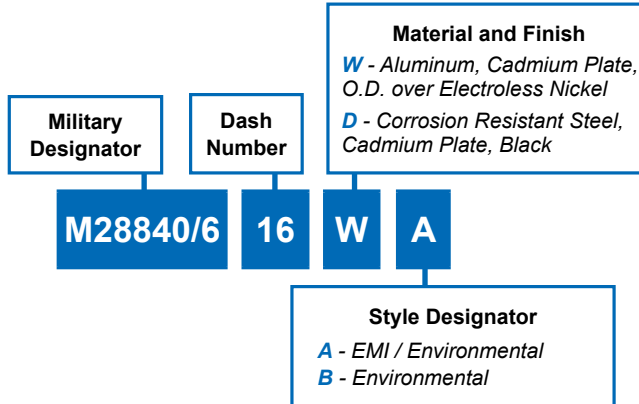 Material and Finish
W - Aluminum, Cadmium Plate,
O.D. over Electroless Nickel
D - Corrosion Resistant Steel,
Cadmium Plate, Black
Military
Designator
Dash
Number
M28840/6 16 W A
Style Designator
A - EMI / Environmental
B - Environmental